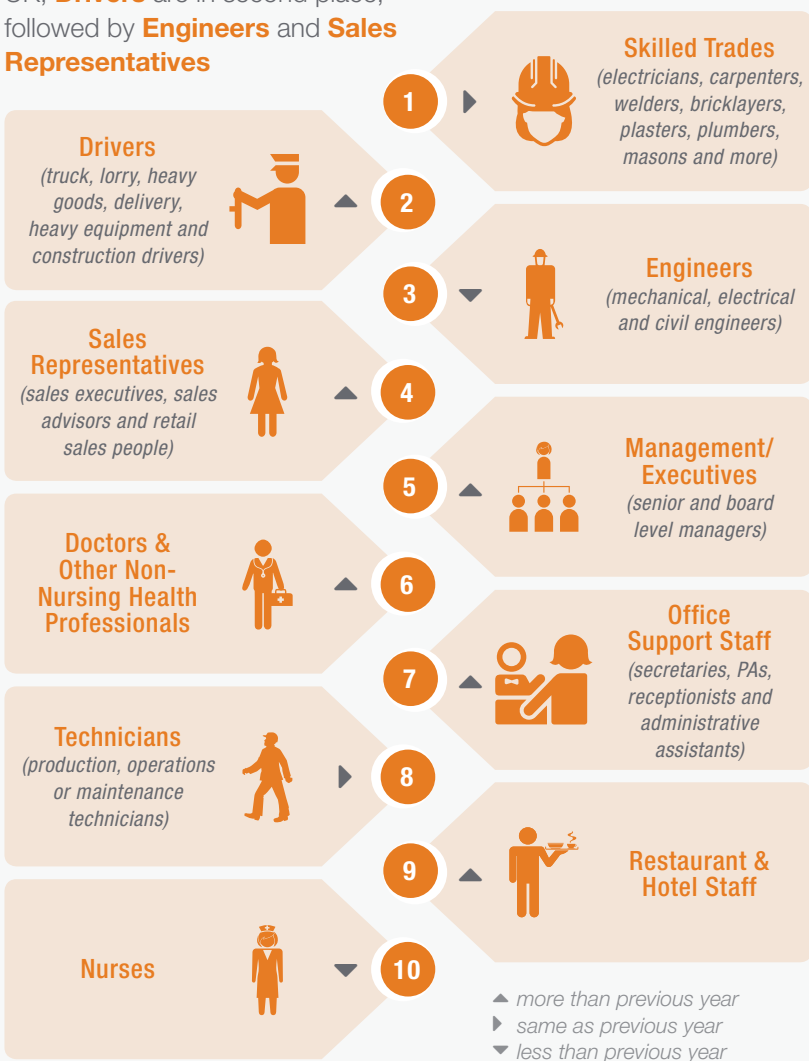 followed by Engineers and Sales
Representatives
1
Skilled Trades
(electricians, carpenters,
welders, bricklayers,
plasters, plumbers,
masons and more)
Drivers
(truck, lorry, heavy
goods, delivery,
heavy equipment and
construction drivers)
2
3
Engineers
(mechanical, electrical
and civil engineers)
Sales
Representatives
(sales executives, sales
advisors and retail
sales people)
4
5
Management/
Executives
(senior and board
level managers)
Doctors &
Other Non-
Nursing Health
Professionals
6
7
Office
Support Staff
(secretaries, PAs,
receptionists and
administrative
assistants)
Technicians
(production, operations
or maintenance
technicians)
8
9
Restaurant &
Hotel Staff
Nurses
10
more than previous year
same as previous year
less than previous year